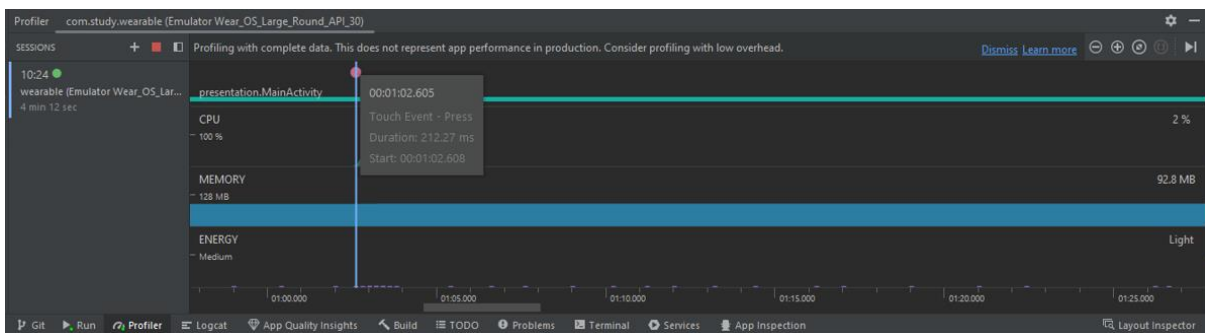 Profiler com.study.wearable (Emulator Wear_OS_Large_Round_API_30)
SESSIONS
Profiling with complete data. This does not represent app performance in production. Consider profiling with low overhead.
Dismiss Learn more
10:24
wearable (Emulator Wear_OS_Lar...
4 min 12 sec
presentation.MainActivity
00:01:02.605
Touch Event - Press
Duration: 212.27 ms
Start: 00:01:02.608
CPU
2 %
100 %
MEMORY
92.8 MB
128 MB
ENERGY
Light
Medium
01:00.000 01:05.000 01:10.000 01:15.000 01:20.000 01:25.000
Git Run Profiler Logcat App Quality Insights Build TODO Problems Terminal Services App Inspection Layout Inspector